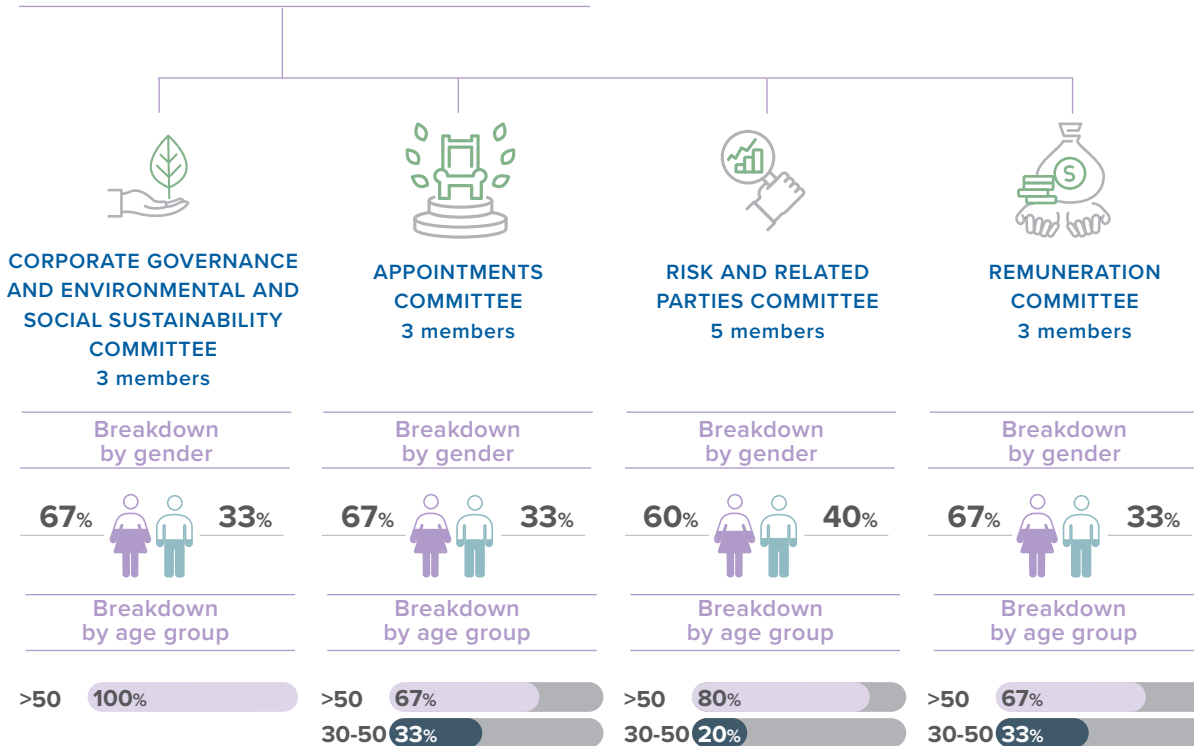 CORPORATE GOVERNANCE
AND ENVIRONMENTAL AND
SOCIAL SUSTAINABILITY
COMMITTEE
3 members
Breakdown
by gender
67% 33%
Breakdown
by age group
>50 100%
APPOINTMENTS
COMMITTEE
3 members
Breakdown
by gender
67% 33%
Breakdown
by age group
>50 67%
30-50 33%
RISK AND RELATED
PARTIES COMMITTEE
5 members
Breakdown
by gender
60% 40%
Breakdown
by age group
>50 80%
30-50 20%
S
REMUNERATION
COMMITTEE
3 members
Breakdown
by gender
67% 33%
Breakdown
by age group
>50 67%
30-50 33%